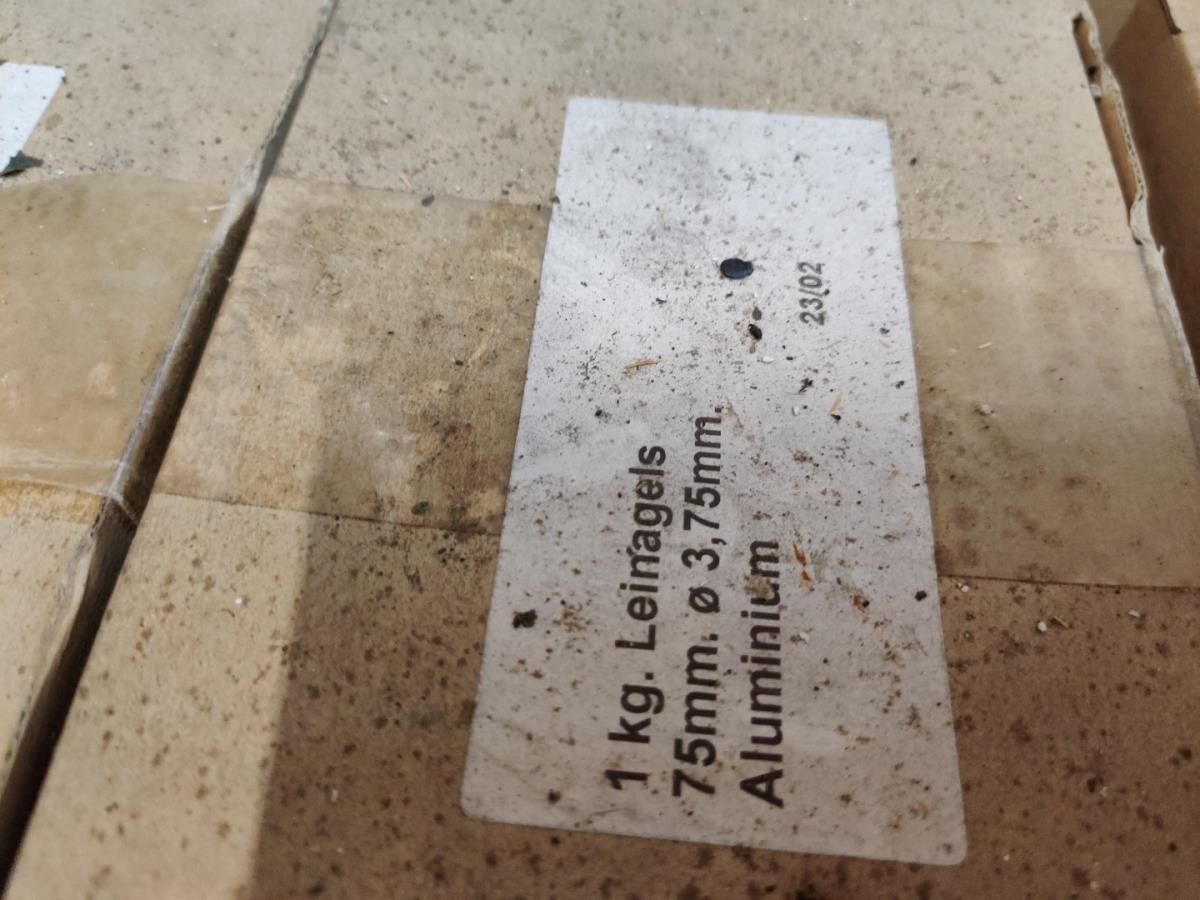 1 kg. Leinagels
75mm. ø 3,75mm.
Aluminium
23/02